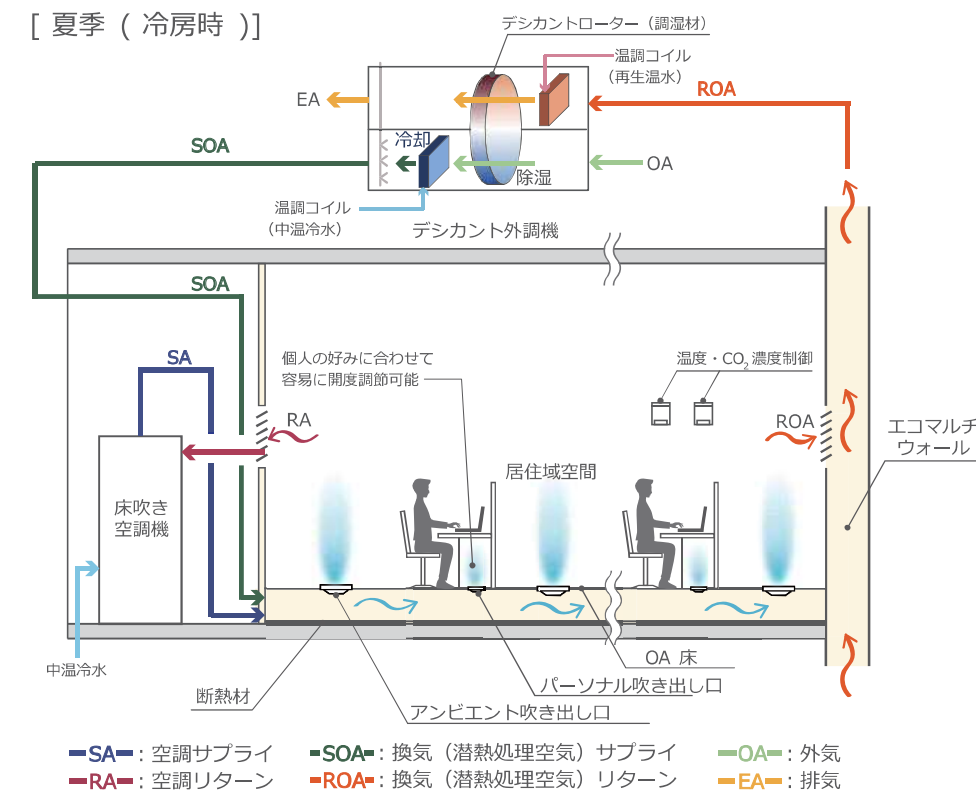 [ 夏季 ( 冷房時 )]
デシカントローター（調湿材）
温調コイル
（再生温水）
EA
ROA
SOA
冷却
OA
除湿
温調コイル
（中温冷水）
デシカント外調機
SOA
SA
個人の好みに合わせて
容易に開度調節可能
温度・CO2 濃度制御
RA
ROA
エコマルチ
ウォール
居住域空間
床吹き
空調機
中温冷水
OA 床
断熱材
パーソナル吹き出し口
アンビエント吹き出し口
SA : 空調サプライ
SOA : 換気（潜熱処理空気）サプライ
OA : 外気
RA : 空調リターン
ROA : 換気（潜熱処理空気）リターン
EA : 排気